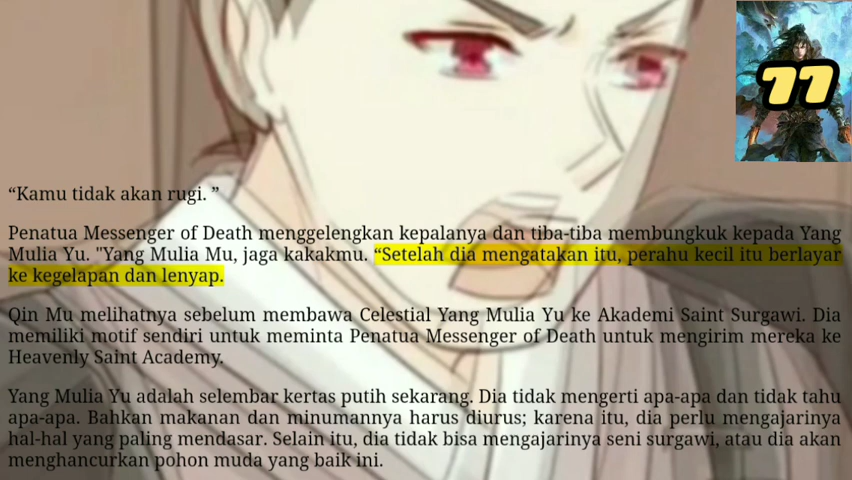 77
“Kamu tidak akan rugi. ”
Penatua Messenger of Death menggelengkan kepalanya dan tiba-tiba membungkuk kepada Yang
Mulia Yu. "Yang Mulia Mu, jaga kakakmu. “Setelah dia mengatakan itu, perahu kecil itu berlayar
ke kegelapan dan lenyap.
Qin Mu melihatnya sebelum membawa Celestial Yang Mulia Yu ke Akademi Saint Surgawi. Dia
memiliki motif sendiri untuk meminta Penatua Messenger of Death untuk mengirim mereka ke
Heavenly Saint Academy.
Yang Mulia Yu adalah selembar kertas putih sekarang. Dia tidak mengerti apa-apa dan tidak tahu
apa-apa. Bahkan makanan dan minumannya harus diurus; karena itu, dia perlu mengajarinya
hal-hal yang paling mendasar. Selain itu, dia tidak bisa mengajarinya seni surgawi, atau dia akan
menghancurkan pohon muda yang baik ini.